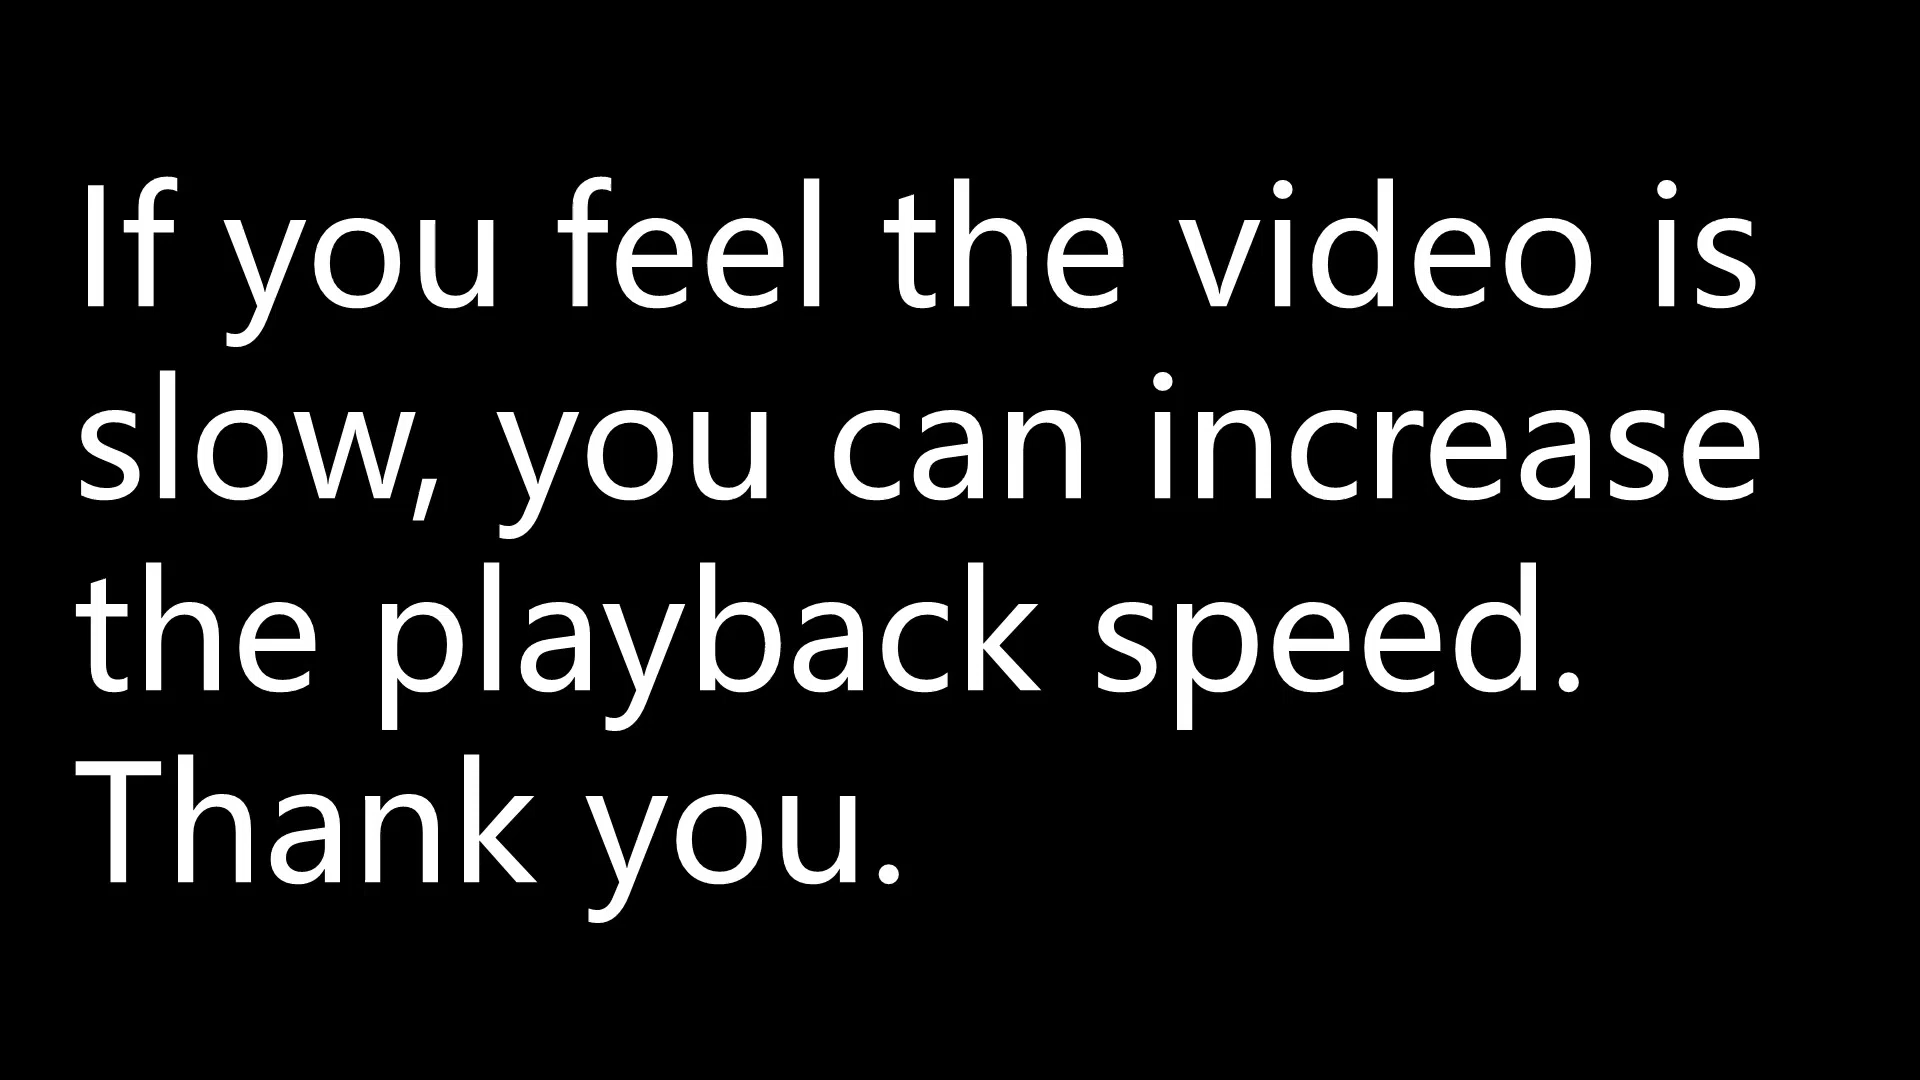 If you feel the video is
slow, you can increase
the playback speed.
Thank you.